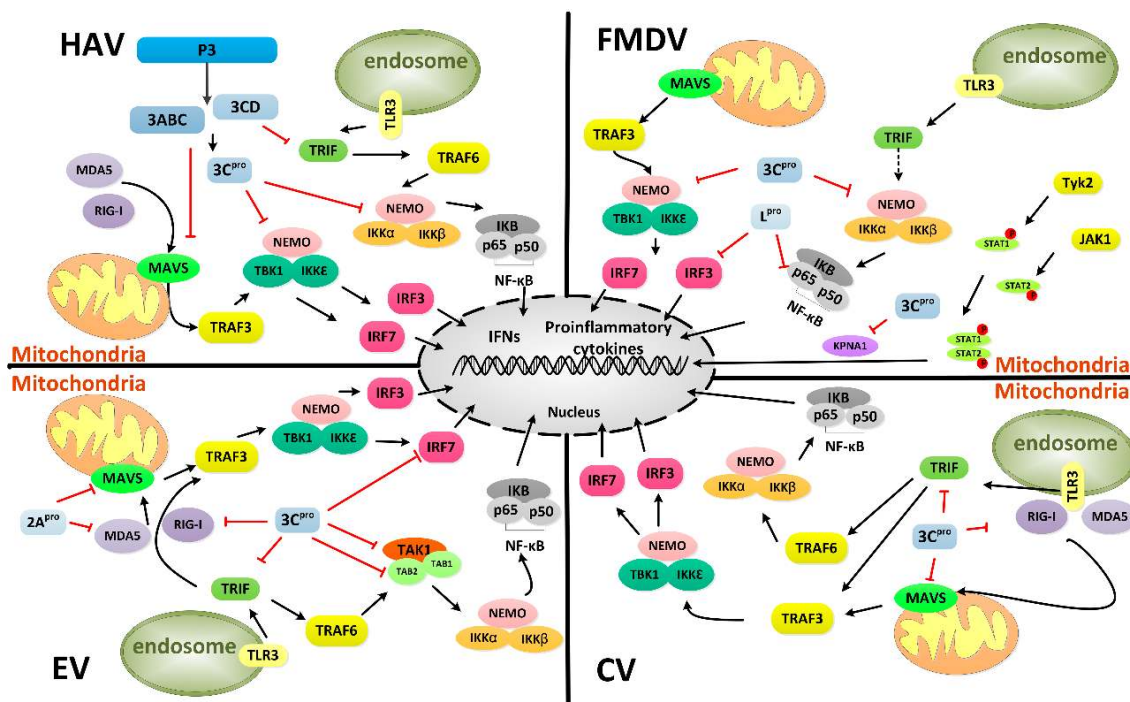 HAV
P3
endosome
TLR3
3ABC
3CD
TRIF
TRAF6
3Cpro
MDA5
RIG-I
NEMO
IKKα
IKKβ
IKB
p65
p50
NF-κB
NEMO
TBK1
IKKε
MAVS
TRAF3
IRF3
IRF7
Mitochondria
FMDV
endosome
MAVS
TLR3
TRAF3
TRIF
3Cpro
NEMO
TBK1
IKKε
NEMO
IKKα
IKKβ
Tyk2
Lpro
STAT1
P
JAK1
IRF7
IRF3
IKB
p65
p50
NF-κB
STAT2
P
3Cpro
KPNA1
STAT1
P
STAT2
P
Mitochondria
IFNs
Proinflammatory
cytokines
Nucleus
Mitochondria
IRF3
NEMO
TBK1
IKKε
TRAF3
IRF7
MAVS
2Apro
MDA5
RIG-I
3Cpro
IKB
p65
p50
NF-κB
TAK1
TAB2
TAB1
TRIF
TRAF6
NEMO
IKKα
IKKβ
endosome
TLR3
EV
Mitochondria
IKB
p65
p50
NF-κB
endosome
TLR3
NEMO
IKKα
IKKβ
TRIF
IRF7
IRF3
RIG-I
MDA5
3Cpro
TRAF6
NEMO
TBK1
IKKε
MAVS
TRAF3
CV